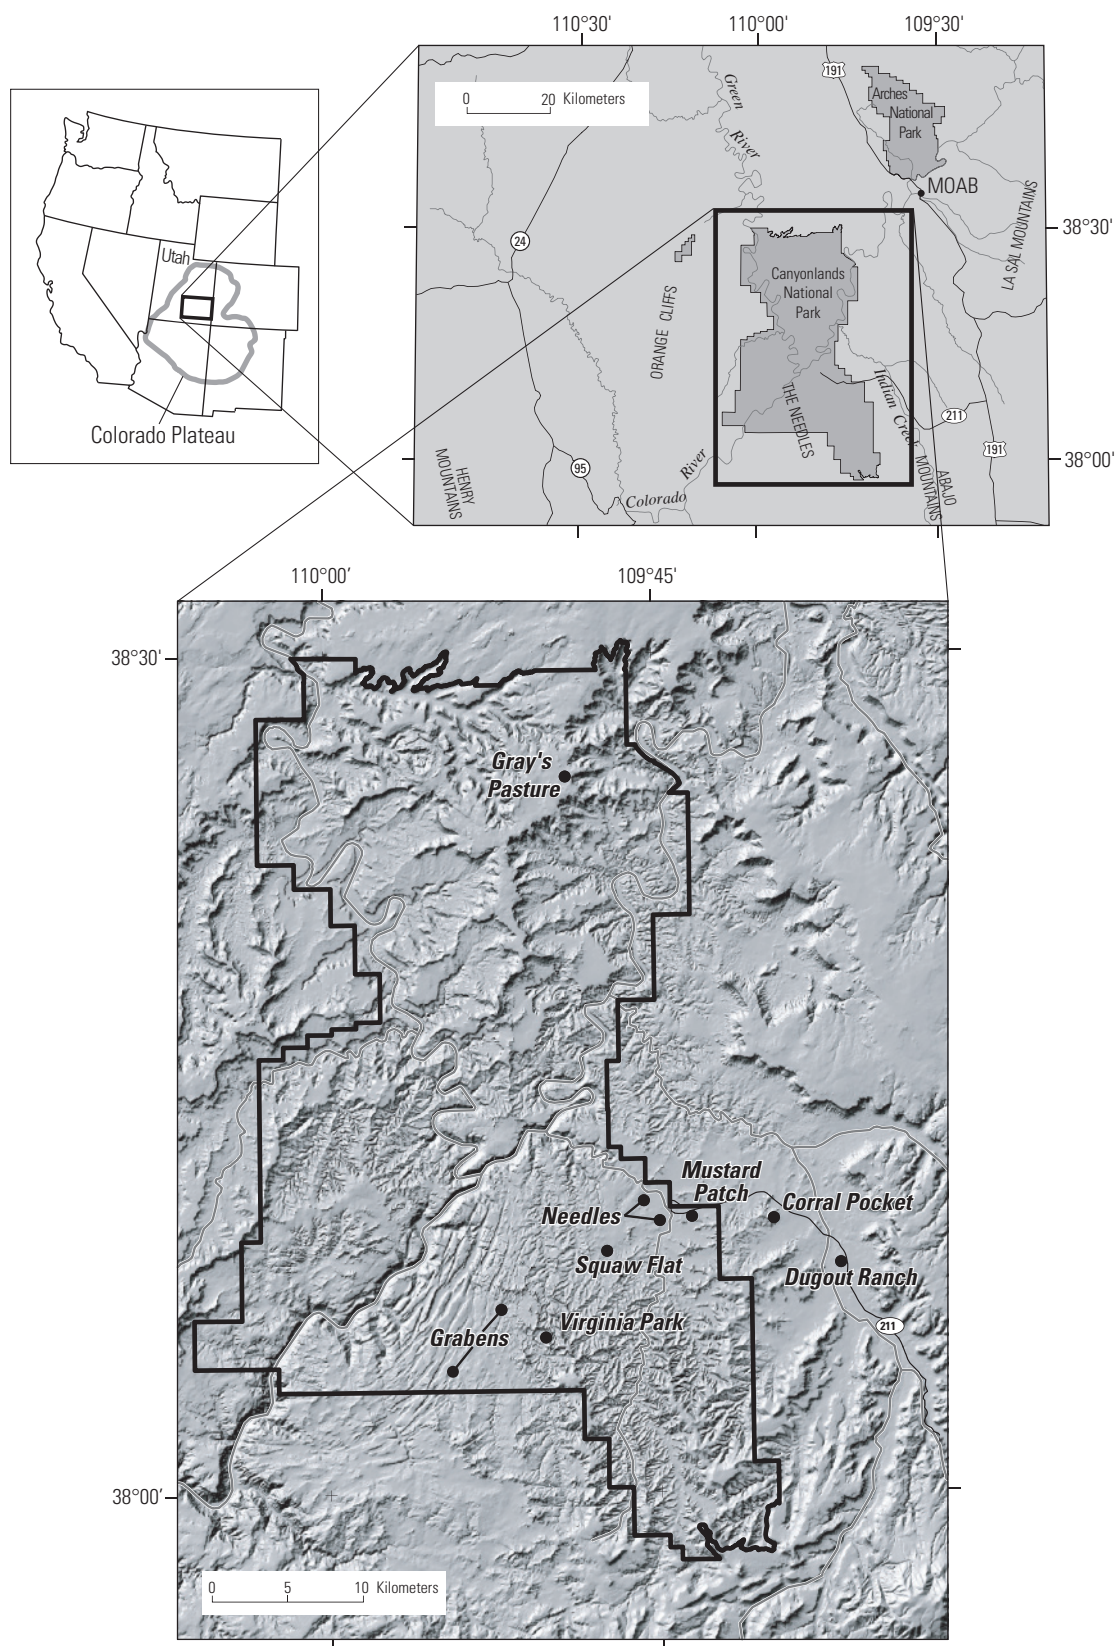 110°30'
110°00'
109°30'
0
20 Kilometers
Green
River
191
Arches
National
Park
MOAB
LA SAL MOUNTAINS
38°30'
24
Utah
Canyonlands
National
Park
ORANGE CLIFFS
THE NEEDLES
Indian Creek
211
191
38°00'
HENRY
MOUNTAINS
95
River
Colorado
ABAJO
MOUNTAINS
Colorado Plateau
110°00'
109°45'
38°30'
Gray's
Pasture
Mustard
Patch
Corral Pocket
Needles
Squaw Flat
Dugout Ranch
Virginia Park
Grabens
211
38°00'
0
5
10 Kilometers